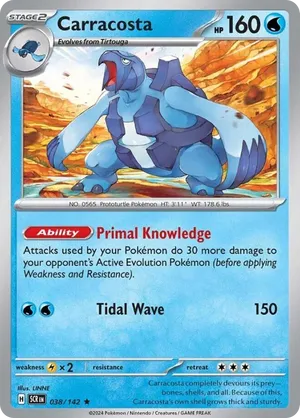 STAGE2
Carracosta
HP 160
Evolves from Tirtouga
NO. 0565. Prototurtle Pokémon. HT: 3'11" WT: 178.6 lbs.
Ability Primal Knowledge
Attacks used by your Pokémon do 30 more damage to
your opponent's Active Evolution Pokémon (before applying
Weakness and Resistance).
Tidal Wave 150
weakness × 2 resistance retreat
Illus. UNNE
H SCR EN 038/142 ★
Carracosta completely devours its prey—
bones, shells, and all. Because of this,
Carracosta's own shell grows thick and sturdy.
©2024 Pokémon / Nintendo / Creatures / GAME FREAK